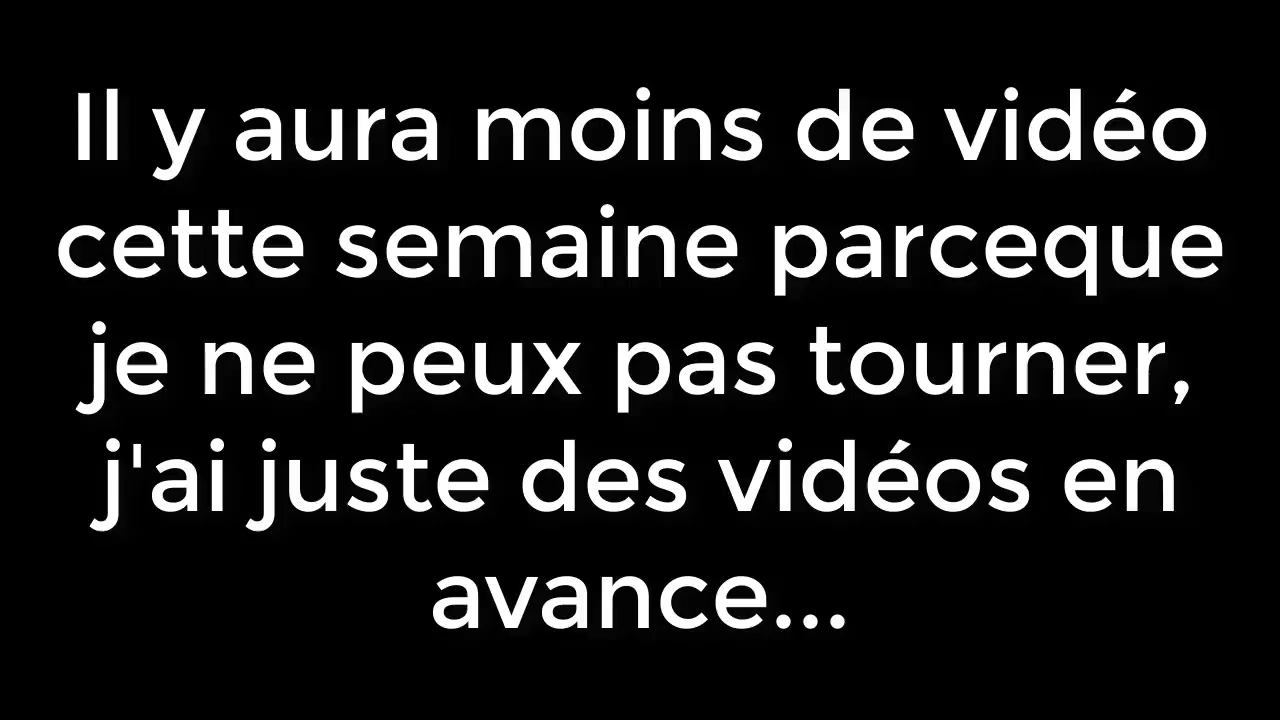 Il y aura moins de vidéo
cette semaine parceque
je ne peux pas tourner,
j'ai juste des vidéos en
avance...